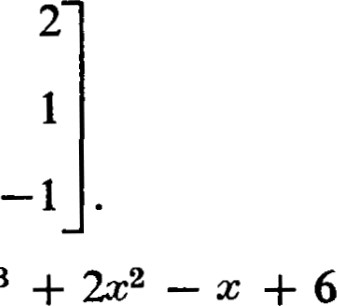 2
1
-1].
³ + 2x² - x + 6